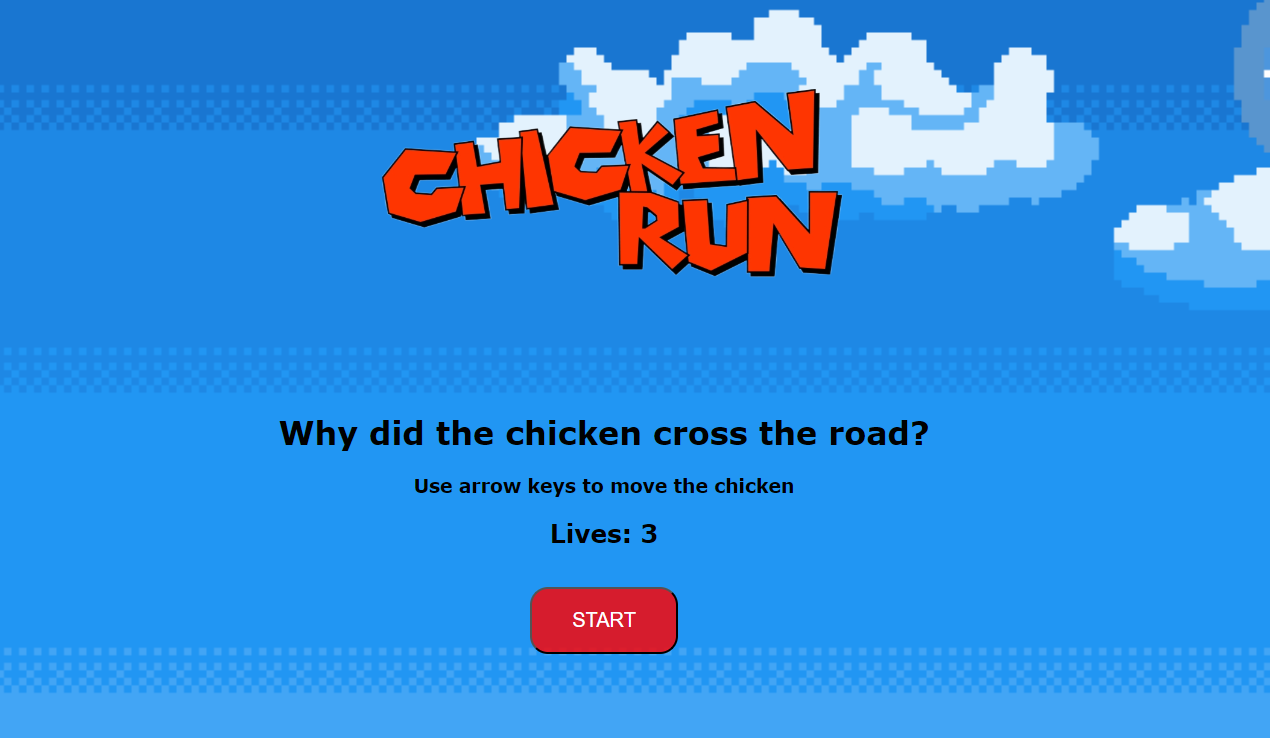 CHICKEN
RUN
Why did the chicken cross the road?
Use arrow keys to move the chicken
Lives: 3
START